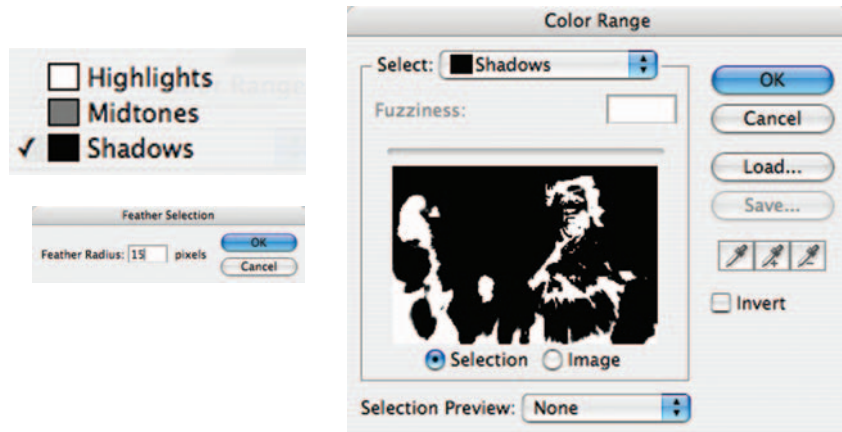 Highlights
Midtones
✓ Shadows
Feather Selection
Feather Radius: 15 pixels
OK
Cancel
Color Range
Select: Shadows
OK
Fuzziness:
Cancel
Load...
Save...
Invert
Selection Image
Selection Preview: None